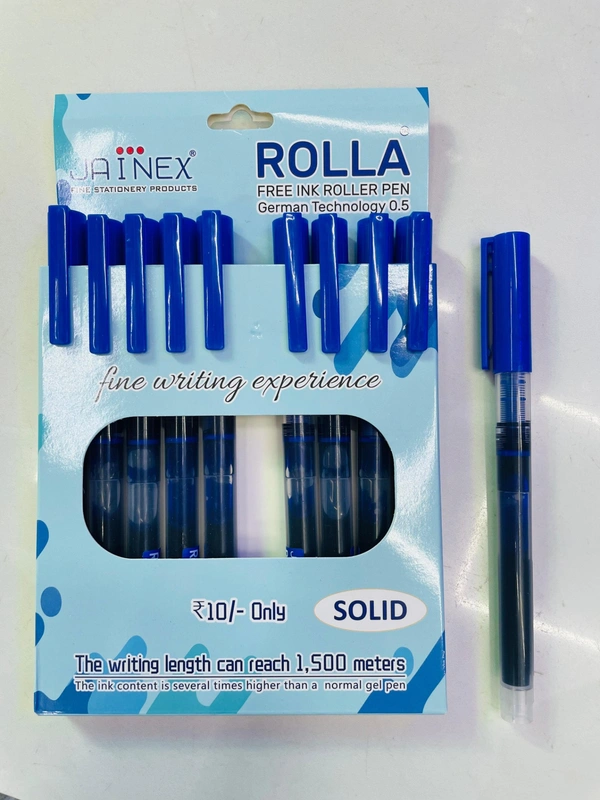 JAINEX®
FINE STATIONERY PRODUCTS
ROLLA
FREE INK ROLLER PEN
German Technology 0.5
fine writing experience
₹10/- Only
SOLID
The writing length can reach 1,500 meters
The ink content is several times higher than a normal gel pen